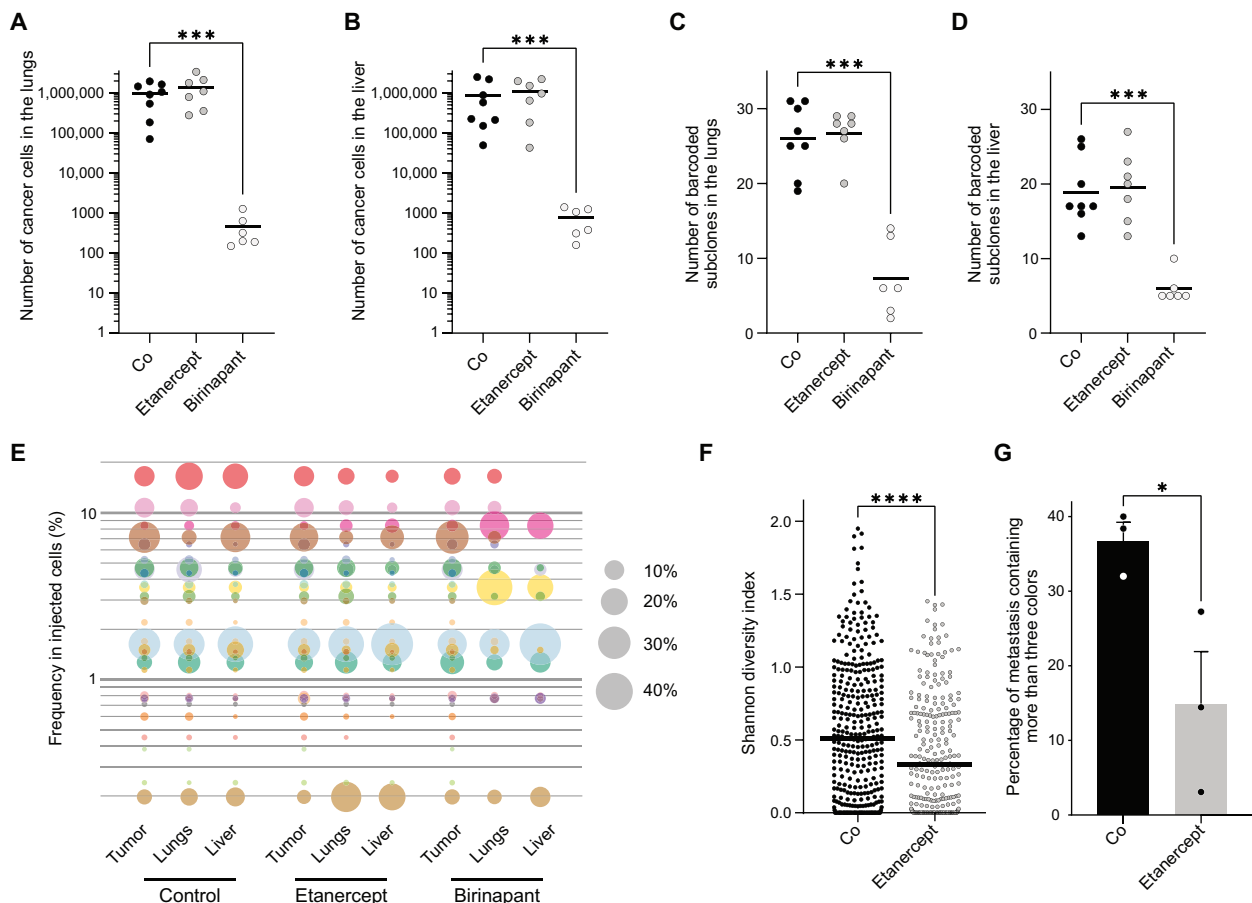 A
Number of cancer cells in the lungs
1,000,000
100,000
10,000
1000
100
10
1
***
Co
Etanercept
Birinapant
B
Number of cancer cells in the liver
1,000,000
100,000
10,000
1000
100
10
1
***
Co
Etanercept
Birinapant
C
Number of barcoded
subclones in the lungs
30
20
10
0
***
Co
Etanercept
Birinapant
D
Number of barcoded
subclones in the liver
30
20
10
0
***
Co
Etanercept
Birinapant
E
Frequency in injected cells (%)
10
1
10%
20%
30%
40%
Tumor
Lungs
Liver
Tumor
Lungs
Liver
Tumor
Lungs
Liver
Control
Etanercept
Birinapant
F
Shannon diversity index
2.0
1.5
1.0
0.5
0.0
****
Co
Etanercept
G
Percentage of metastasis containing
more than three colors
40
30
20
10
0
*
Co
Etanercept